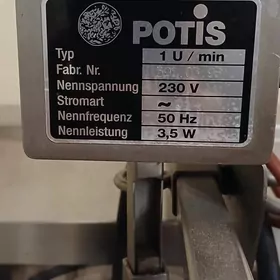 POTIS
Typ 1 U / min
Fabr. Nr.
Nennspannung 230 V
Stromart ~
Nennfrequenz 50 Hz
Nennleistung 3,5 W